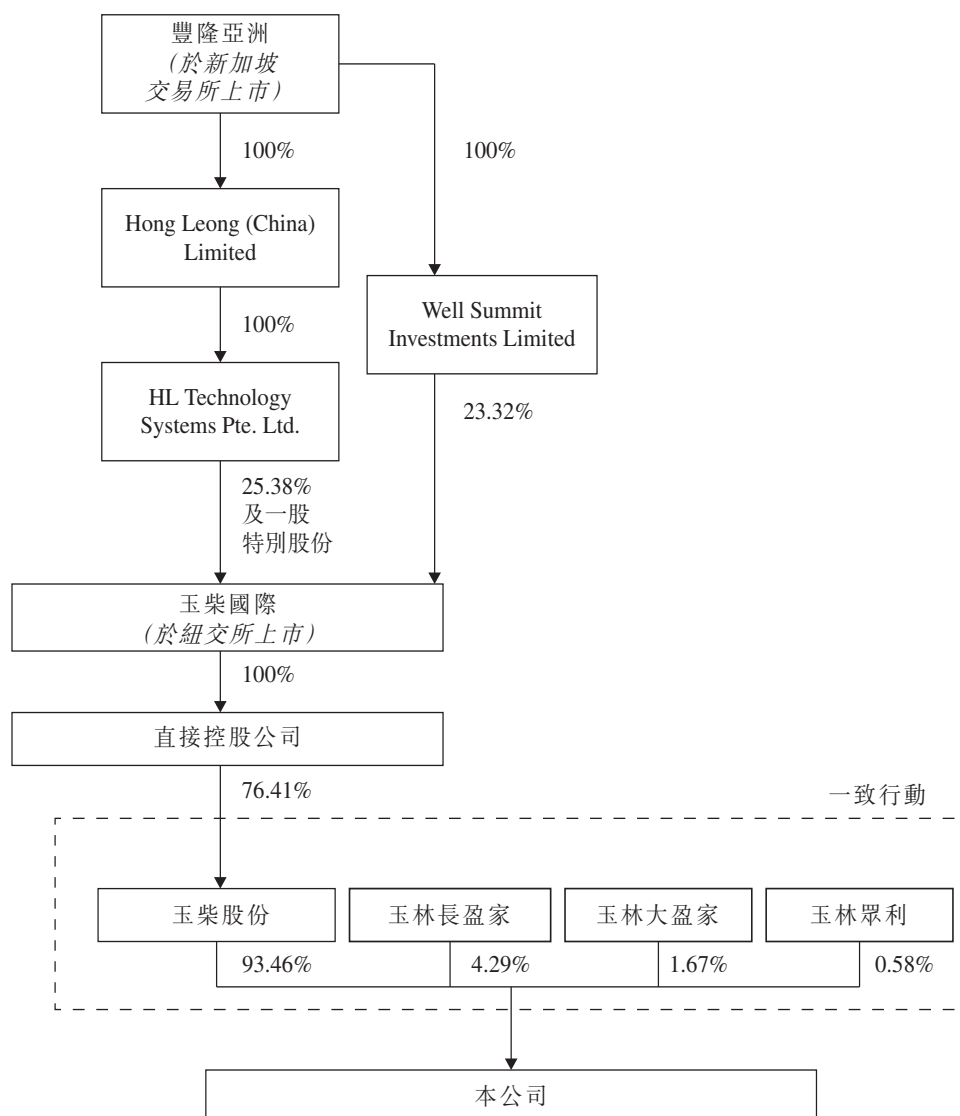 豐隆亞洲
（於新加坡
交易所上市）
100%
100%
Hong Leong (China)
Limited
Well Summit
Investments Limited
100%
HL Technology
Systems Pte. Ltd.
23.32%
25.38%
及一股
特別股份
玉柴國際
（於紐交所上市）
100%
直接控股公司
76.41%
一致行動
玉柴股份
玉林長盈家
玉林大盈家
玉林眾利
93.46%
4.29%
1.67%
0.58%
本公司